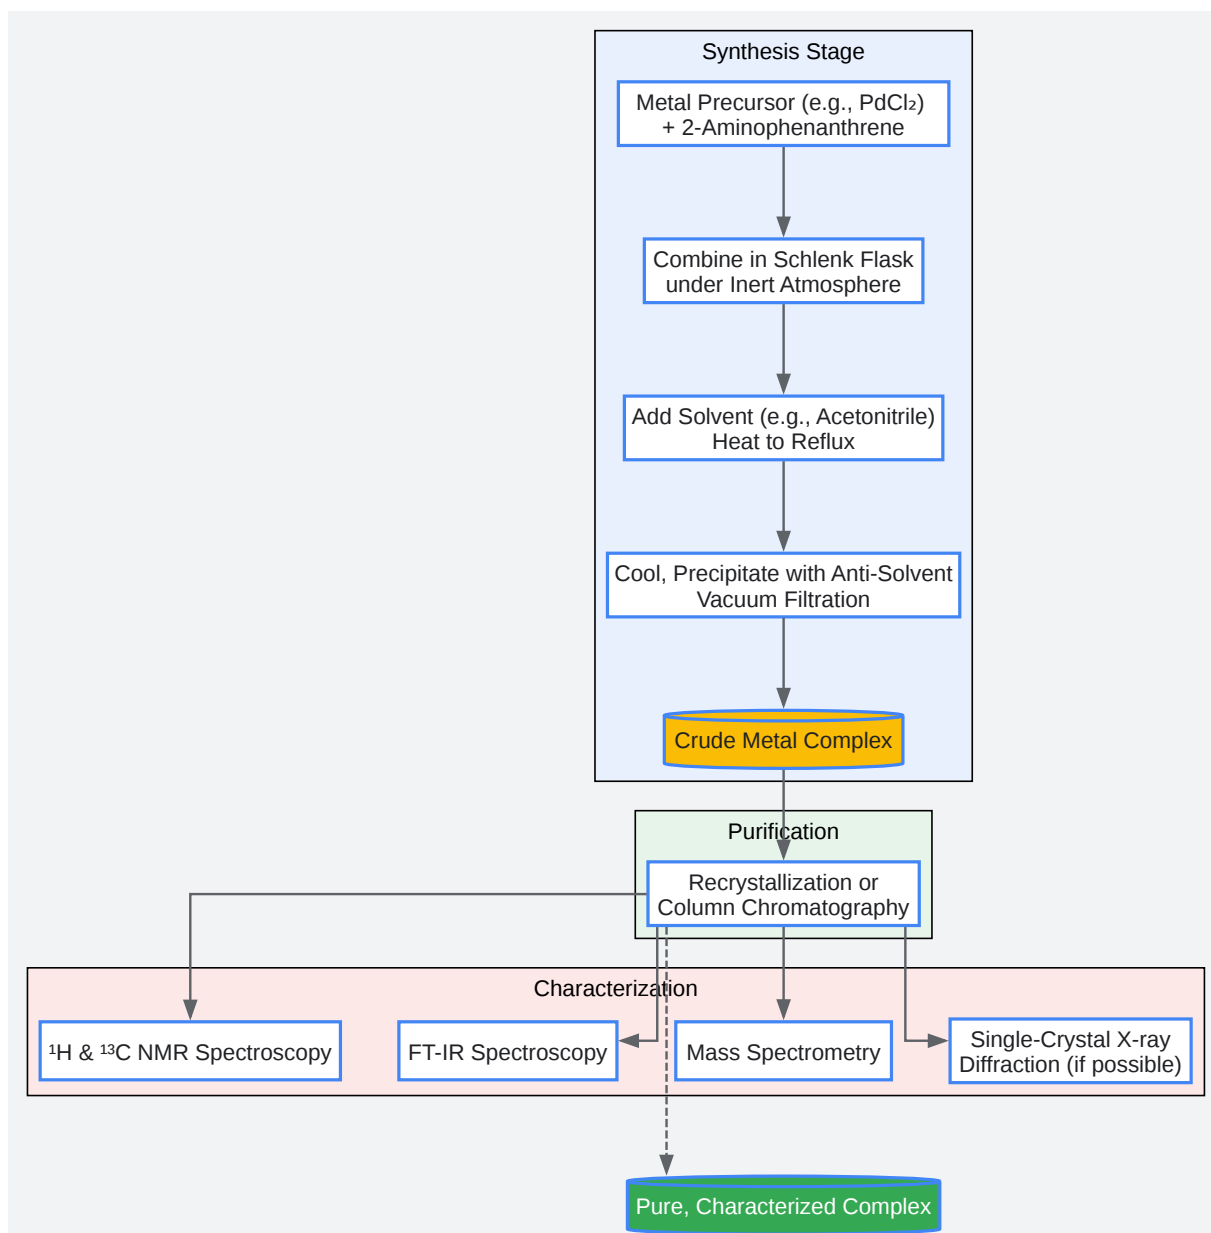 Synthesis Stage
Metal Precursor (e.g., PdCl₂)
+ 2-Aminophenanthrene
Combine in Schlenk Flask
under Inert Atmosphere
Add Solvent (e.g., Acetonitrile)
Heat to Reflux
Cool, Precipitate with Anti-Solvent
Vacuum Filtration
Crude Metal Complex
Purification
Recrystallization or
Column Chromatography
Characterization
¹H & ¹³C NMR Spectroscopy
FT-IR Spectroscopy
Mass Spectrometry
Single-Crystal X-ray
Diffraction (if possible)
Pure, Characterized Complex